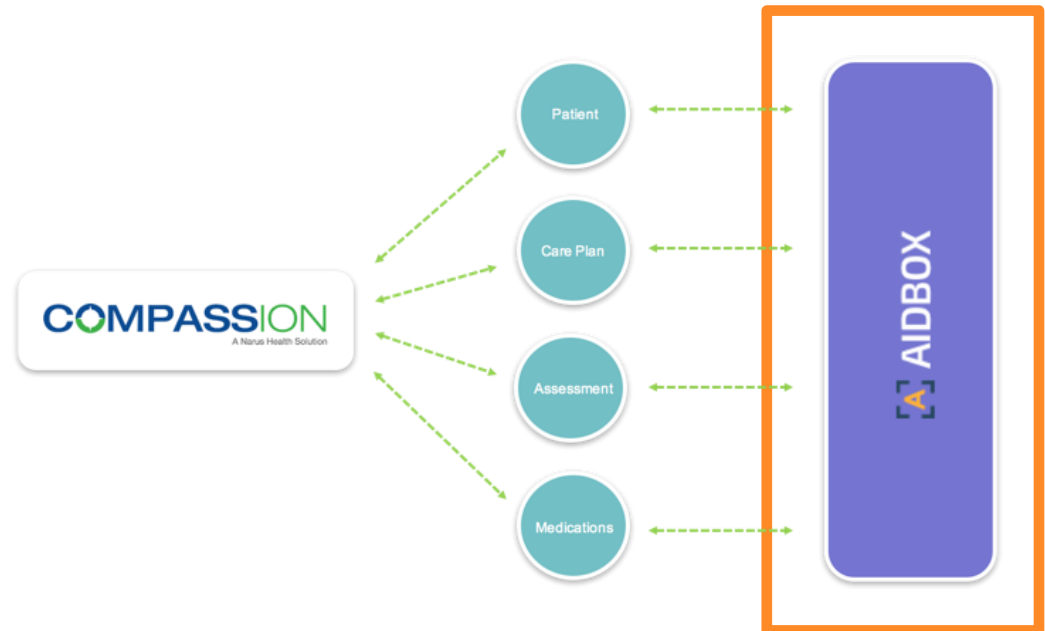 COMPASSION
A Narus Health Solution
Patient
Care Plan
Assessment
Medications
[A] AIDBOX